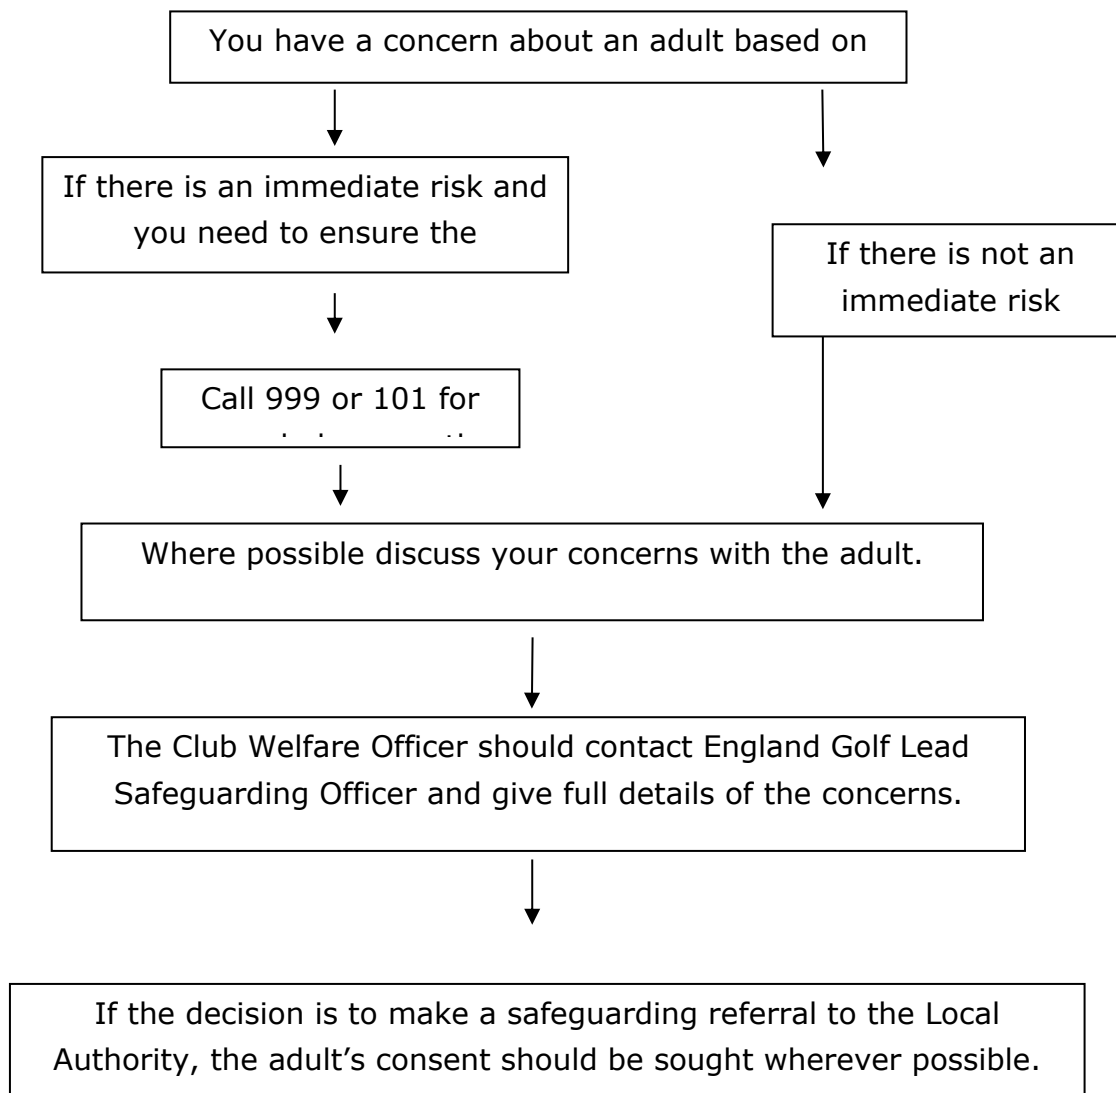 You have a concern about an adult based on
If there is an immediate risk and
you need to ensure the
If there is not an
immediate risk
Call 999 or 101 for
Where possible discuss your concerns with the adult.
The Club Welfare Officer should contact England Golf Lead
Safeguarding Officer and give full details of the concerns.
If the decision is to make a safeguarding referral to the Local
Authority, the adult’s consent should be sought wherever possible.